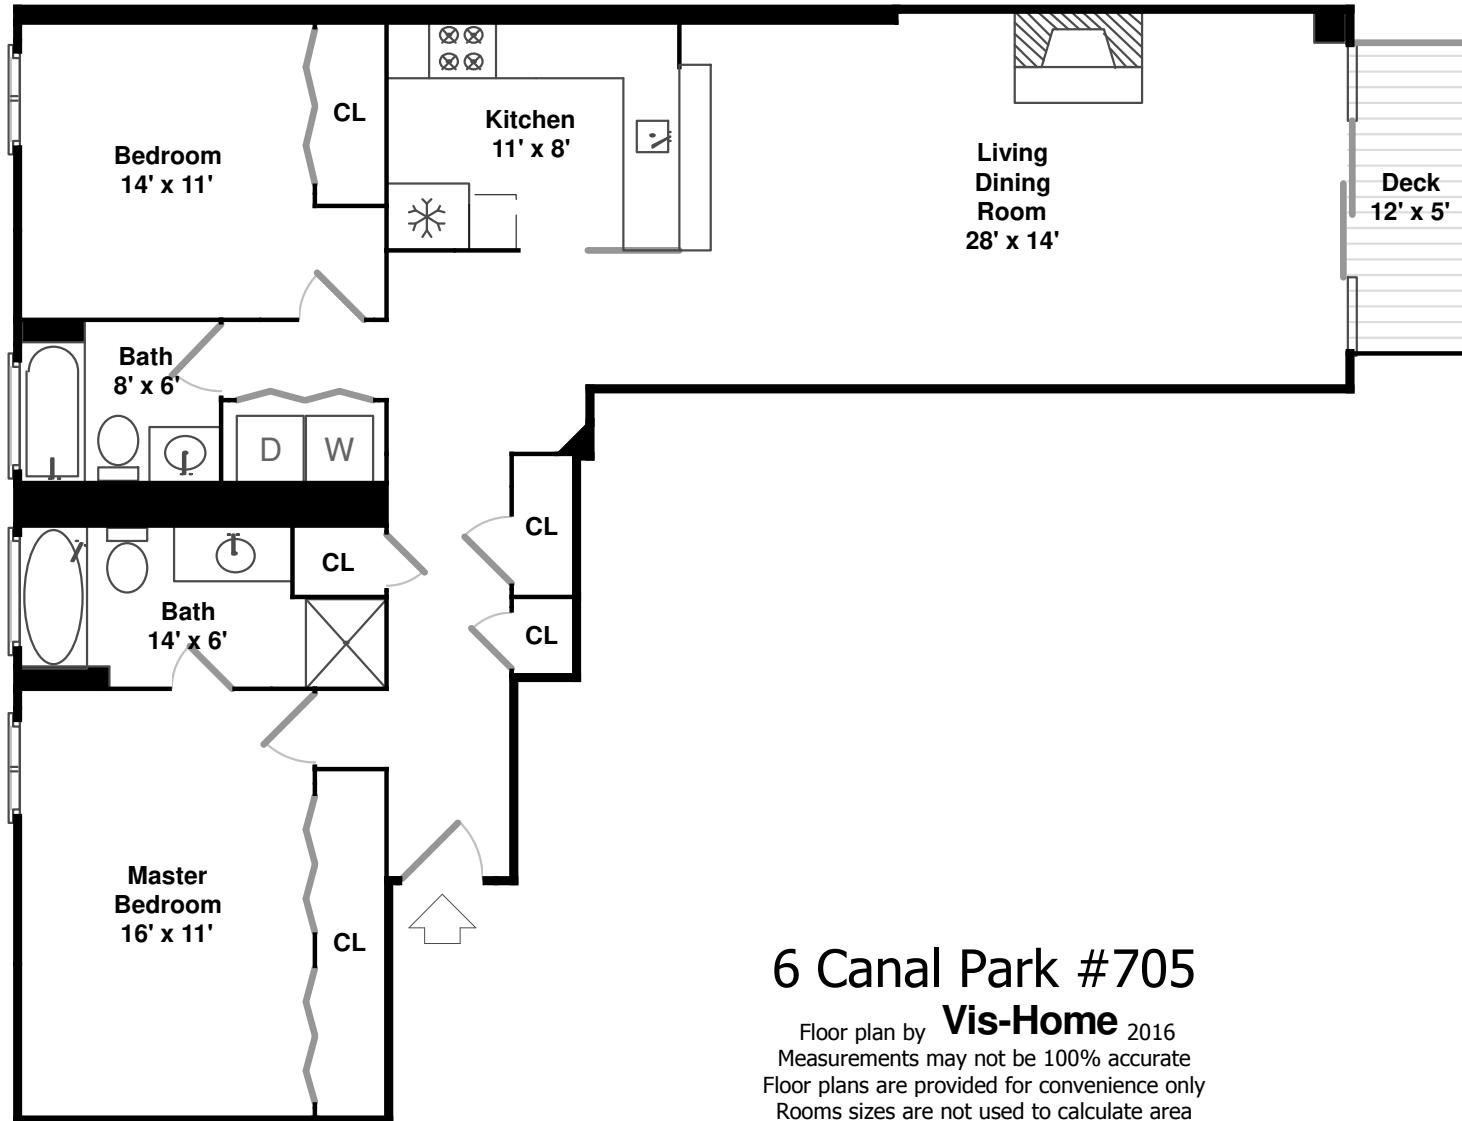 Bedroom
14' x 11'
CL
Kitchen
11' x 8'
Living
Dining
Room
28' x 14'
Deck
12' x 5'
Bath
8' x 6'
D
W
CL
CL
CL
Bath
14' x 6'
Master
Bedroom
16' x 11'
CL
6 Canal Park #705
Floor plan by Vis-Home 2016
Measurements may not be 100% accurate
Floor plans are provided for convenience only
Rooms sizes are not used to calculate area